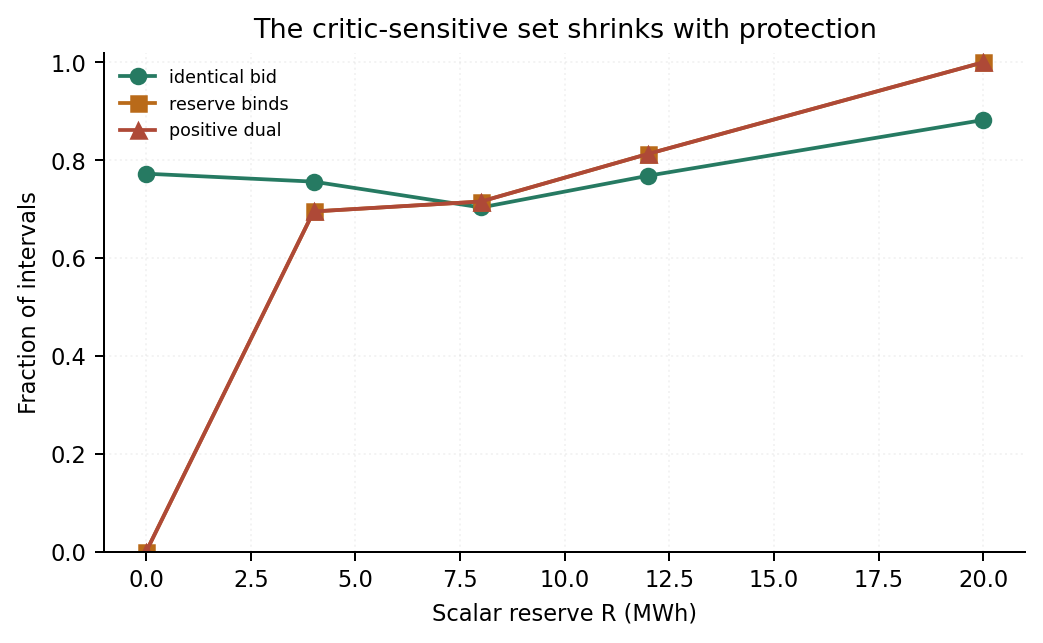 The critic-sensitive set shrinks with protection
identical bid
reserve binds
positive dual
Fraction of intervals
1.0
0.8
0.6
0.4
0.2
0.0
0.0 2.5 5.0 7.5 10.0 12.5 15.0 17.5 20.0
Scalar reserve R (MWh)